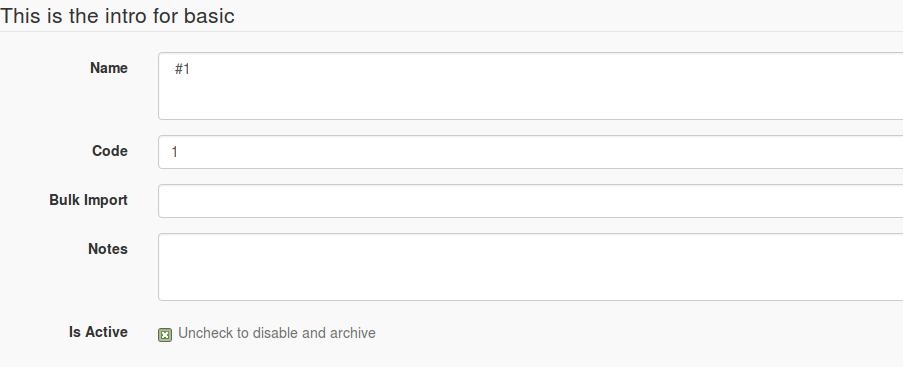 This is the intro for basic
Name
#1
Code
1
Bulk Import
Notes
Is Active
Uncheck to disable and archive